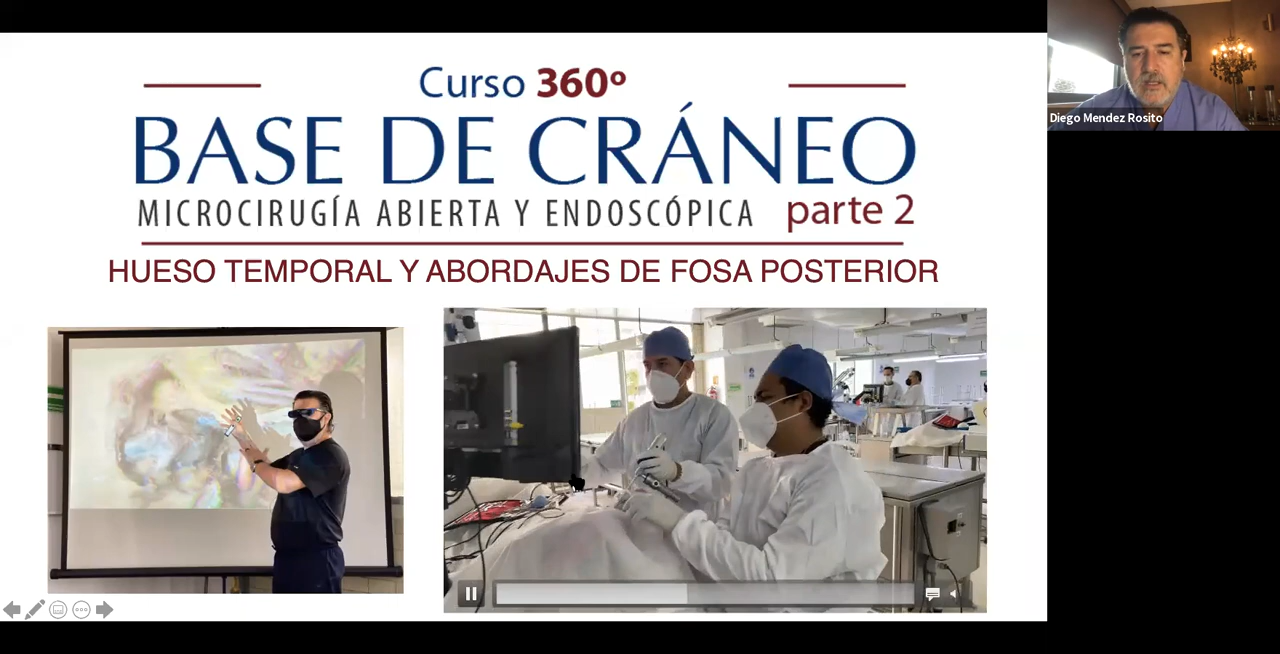 Curso 360º
BASE DE CRÁNEO
MICROCIRUGÍA ABIERTA Y ENDOSCÓPICA parte 2
HUESO TEMPORAL Y ABORDAJES DE FOSA POSTERIOR
Diego Mendez Rosito